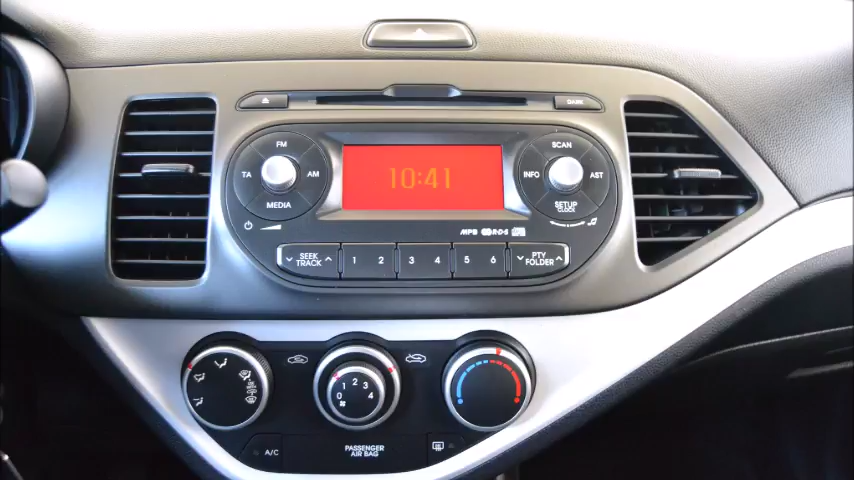 DARK
FM
TA AM
MEDIA
10:41
SCAN
INFO AST
SETUP
CLOCK
MP3 R·D·S
SEEK
TRACK
1 2 3 4 5 6
PTY
FOLDER
0 1 2 3 4
A/C
PASSENGER
AIR BAG